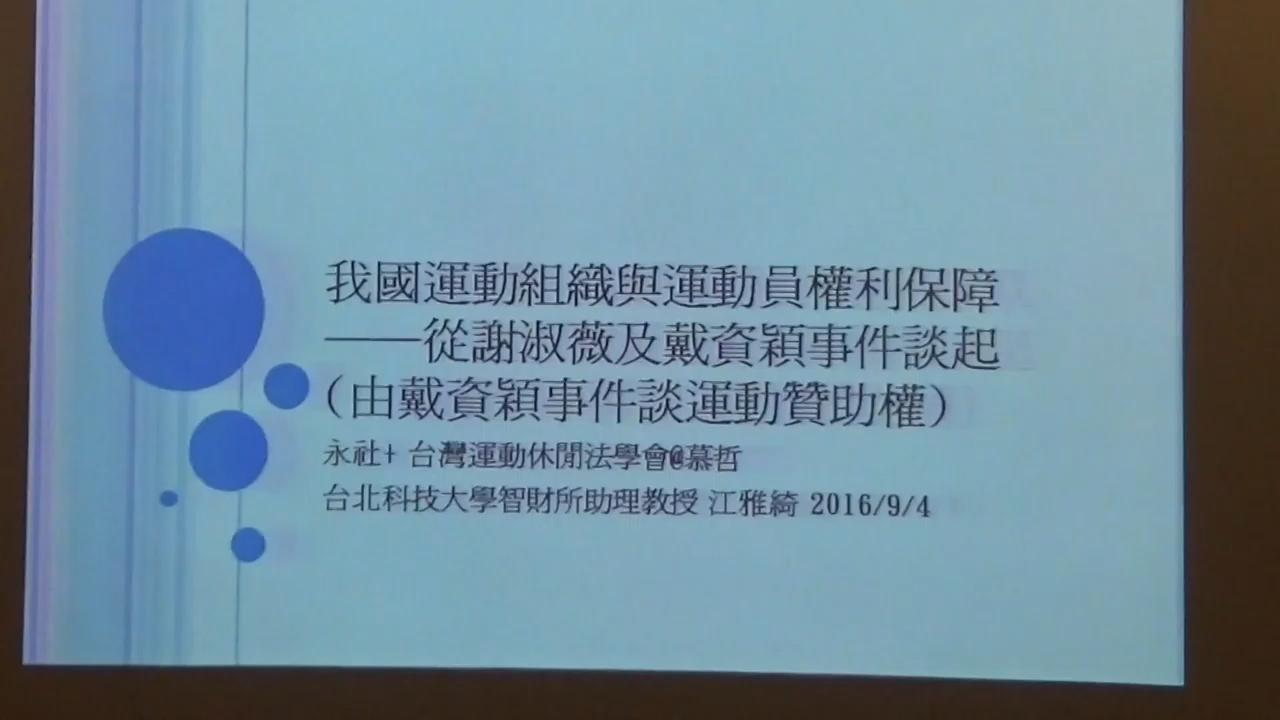 我國運動組織與運動員權利保障
──從謝淑薇及戴資穎事件談起
(由戴資穎事件談運動贊助權)
永社+ 台灣運動休閒法學會@慕哲
台北科技大學智財所助理教授 江雅綺 2016/9/4